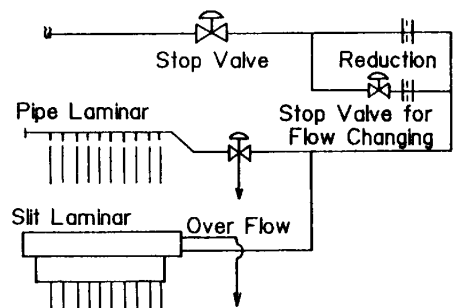 Stop Valve
Reduction
Pipe Laminar
Stop Valve for
Flow Changing
Slit Laminar
Over Flow